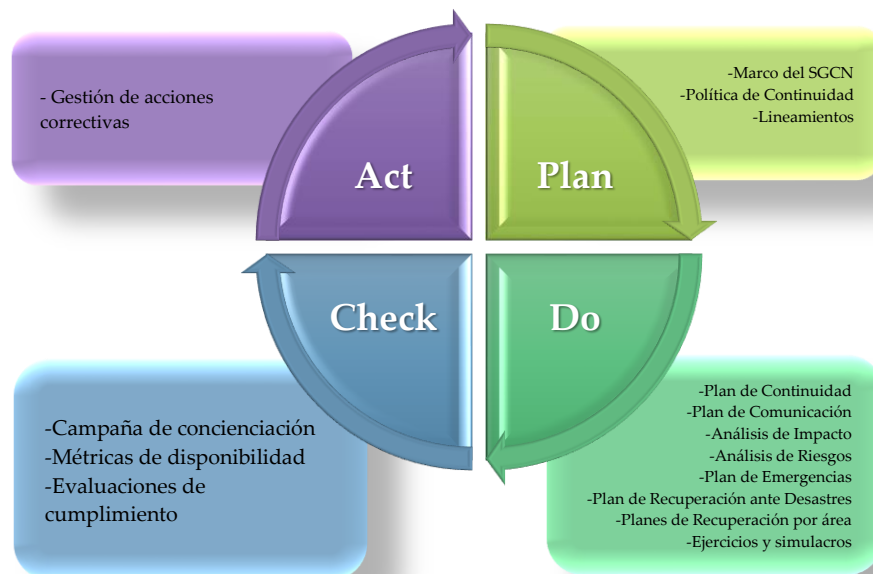 - Gestión de acciones
correctivas
-Marco del SGCN
-Política de Continuidad
-Lineamientos
Act
Plan
Check
Do
-Campaña de concienciación
-Métricas de disponibilidad
-Evaluaciones de
cumplimiento
-Plan de Continuidad
-Plan de Comunicación
-Análisis de Impacto
-Análisis de Riesgos
-Plan de Emergencias
-Plan de Recuperación ante Desastres
-Planes de Recuperación por área
-Ejercicios y simulacros